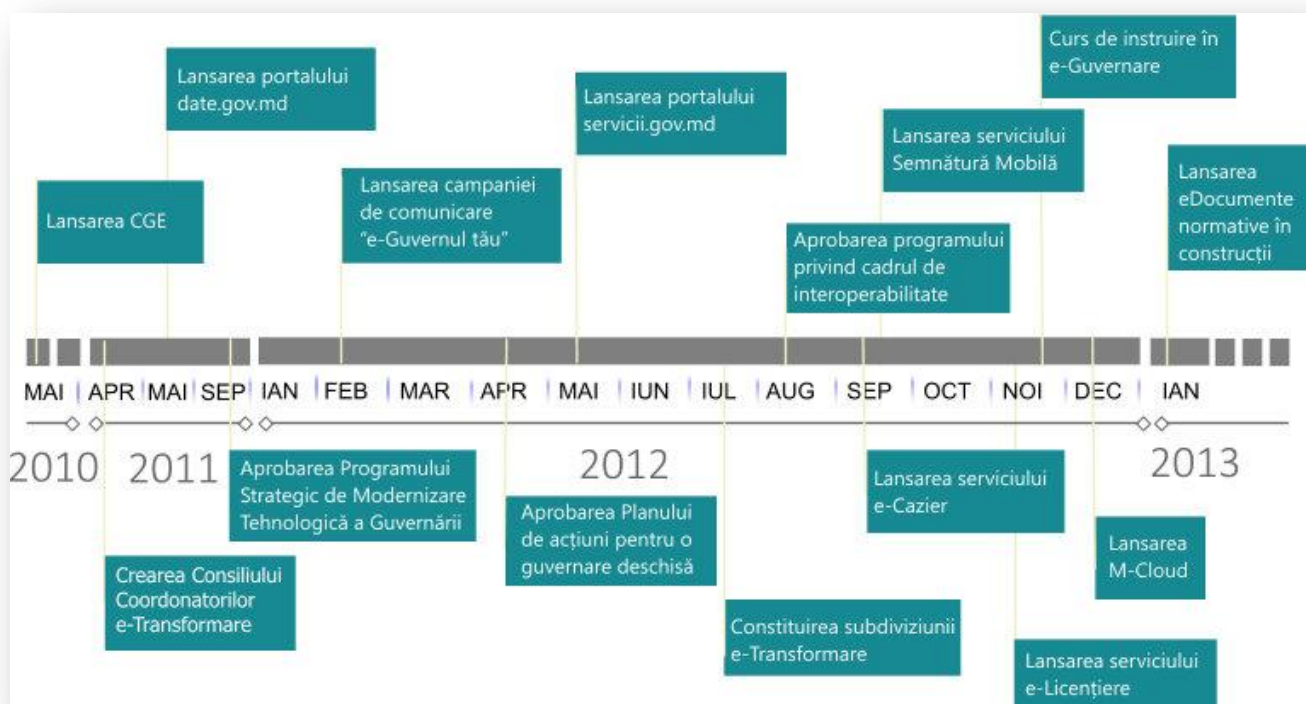 Curs de instruire în
e-Guvernare
Lansarea portalului
date.gov.md
Lansarea portalului
servicii.gov.md
Lansarea serviciului
Semnătură Mobilă
Lansarea CGE
Lansarea campaniei
de comunicare
"e-Guvernul tău"
Aprobarea programului
privind cadrul de
interoperabilitate
Lansarea
eDocumente
normative în
construcții
MAI APR MAI SEP IAN FEB MAR APR MAI IUN IUL AUG SEP OCT NOI DEC IAN
2010 2011 2012 2013
Aprobarea Programului
Strategic de Modernizare
Tehnologică a Guvernării
Crearea Consiliului
Coordonatorilor
e-Transformare
Aprobarea Planului
de acțiuni pentru o
guvernare deschisă
Constituirea subdiviziunii
e-Transformare
Lansarea serviciului
e-Cazier
Lansarea
M-Cloud
Lansarea serviciului
e-Licențiere